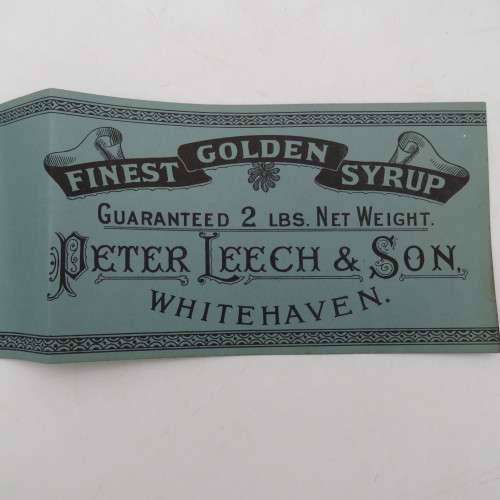 FINEST GOLDEN SYRUP
GUARANTEED 2 LBS. NET WEIGHT.
PETER LEECH & SON,
WHITEHAVEN.